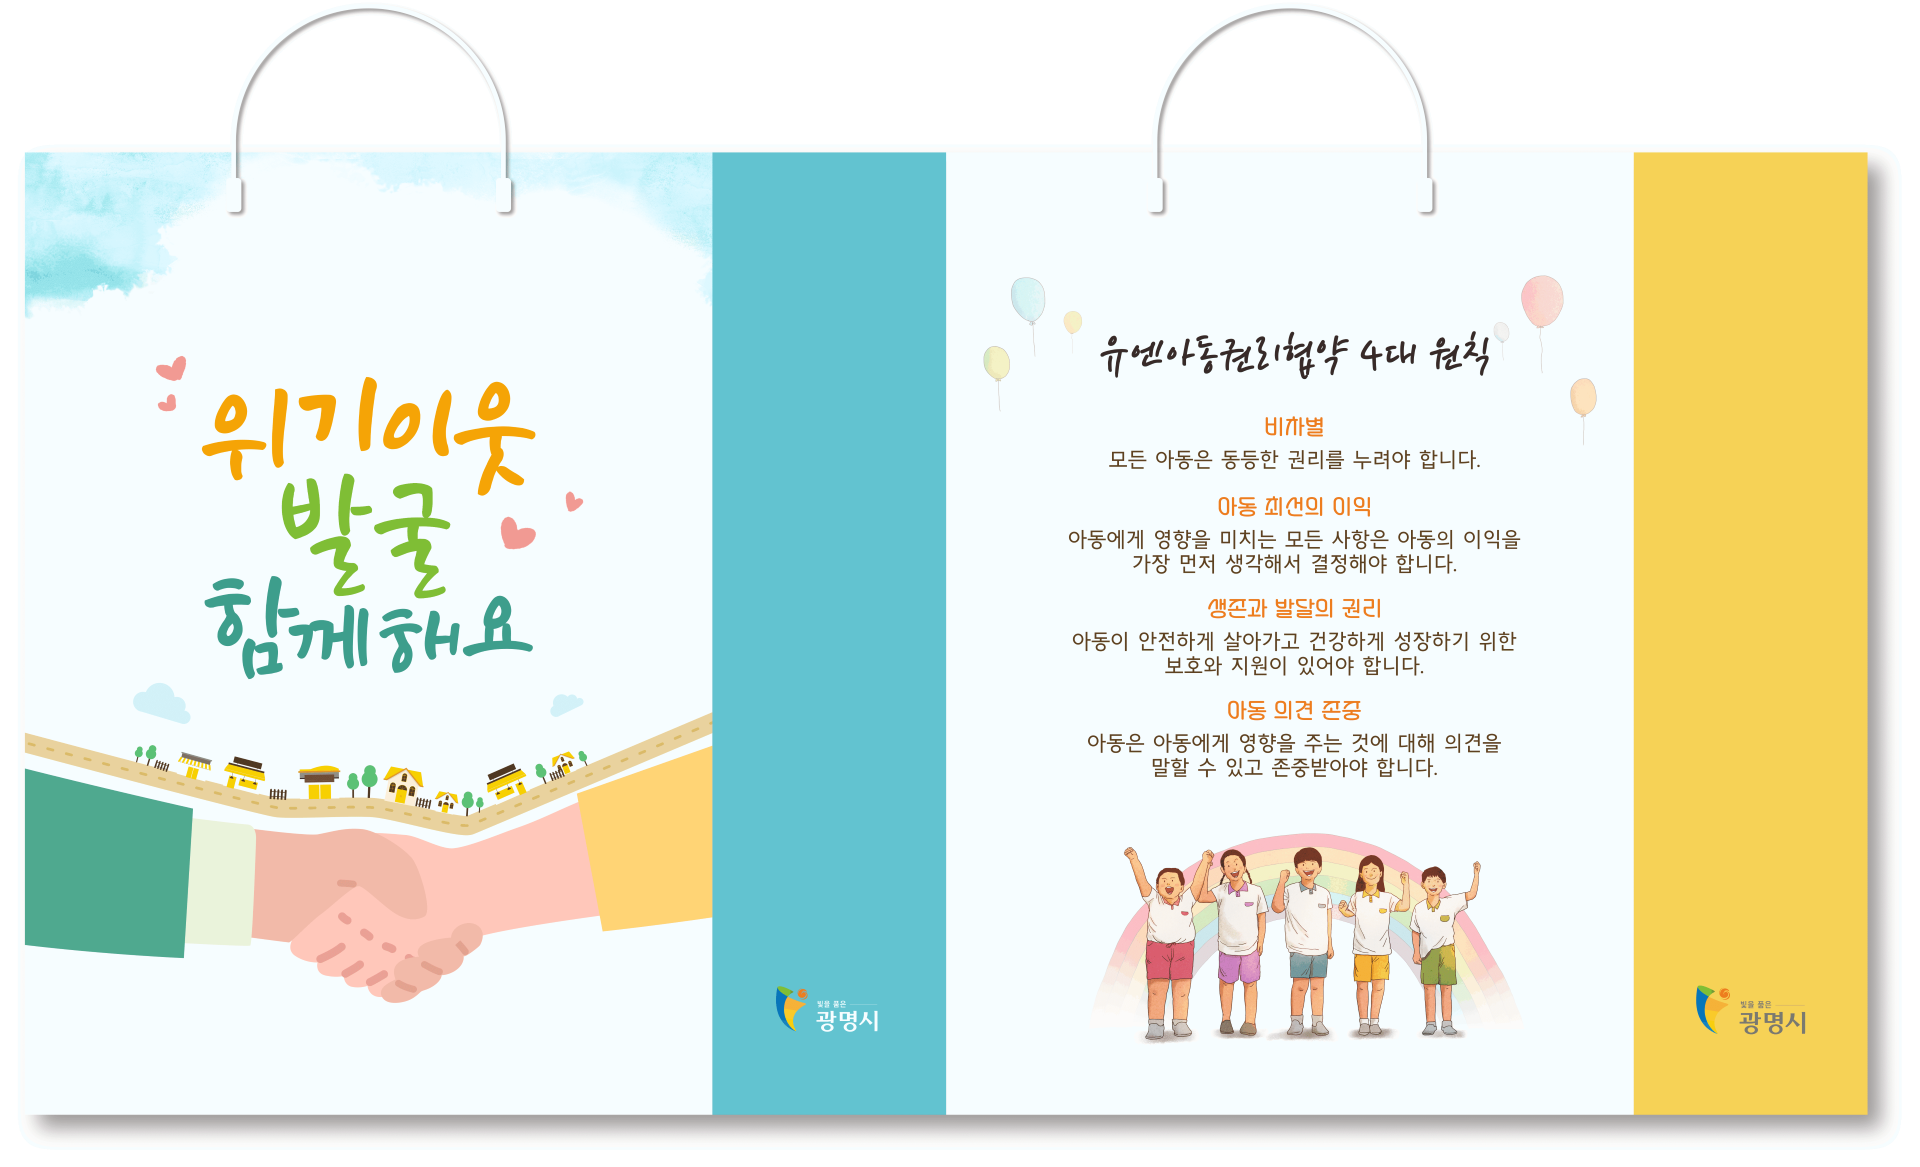 위기이웃
발굴
함께해요
빛을 품은
광명시
유엔아동권리협약 4대 원칙
비차별
모든 아동은 동등한 권리를 누려야 합니다.
아동 최선의 이익
아동에게 영향을 미치는 모든 사항은 아동의 이익을
가장 먼저 생각해서 결정해야 합니다.
생존과 발달의 권리
아동이 안전하게 살아가고 건강하게 성장하기 위한
보호와 지원이 있어야 합니다.
아동 의견 존중
아동은 아동에게 영향을 주는 것에 대해 의견을
말할 수 있고 존중받아야 합니다.
빛을 품은
광명시